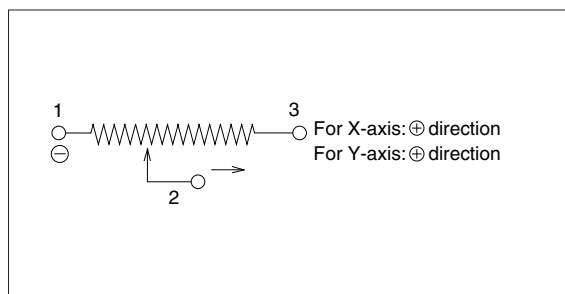 1
3
For X-axis: ⊕ direction
⊖
For Y-axis: ⊕ direction
2